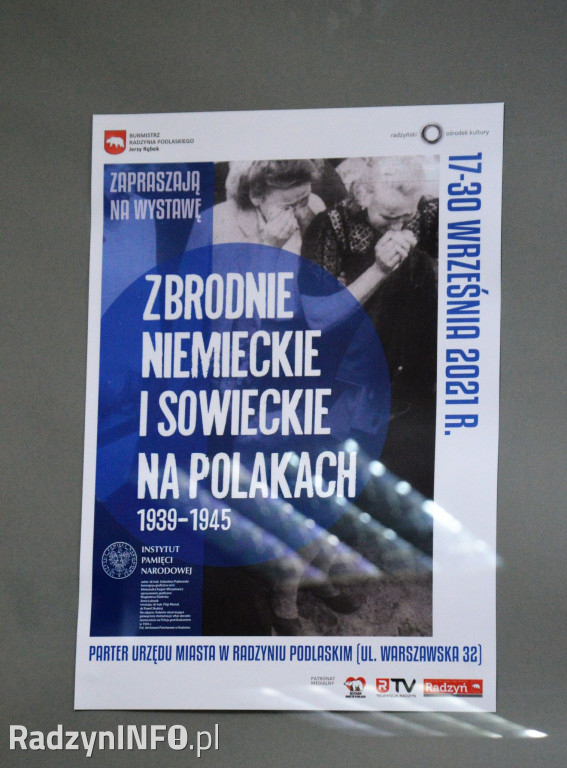 BURMISTRZ
RADZYNIA PODLASKIEGO
Jerzy Rębek
radzyński ośrodek kultury
ZAPRASZAJĄ
NA WYSTAWĘ
17-30 WRZEŚNIA 2021 R.
ZBRODNIE
NIEMIECKIE
I SOWIECKIE
NA POLAKACH
1939-1945
INSTYTUT
PAMIĘCI
NARODOWEJ
PARTER URZĘDU MIASTA W RADZYNIU PODLASKIM (UL. WARSZAWSKA 32)
PATRONAT
MEDIALNY
RTV
Radzyń
RadzynINFO.pl